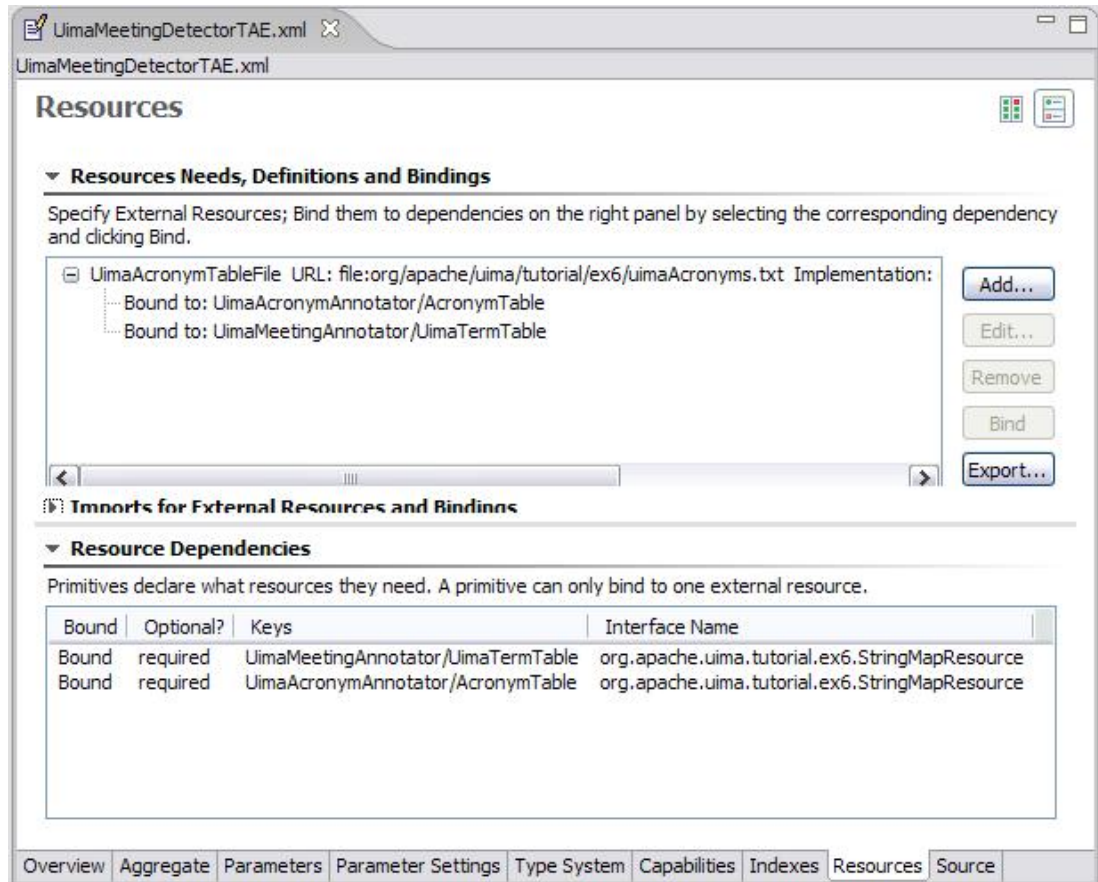 UimaMeetingDetectorTAE.xml
UimaMeetingDetectorTAE.xml
Resources
Resources Needs, Definitions and Bindings
Specify External Resources; Bind them to dependencies on the right panel by selecting the corresponding dependency
and clicking Bind.
UimaAcronymTableFile URL: file:org/apache/uima/tutorial/ex6/uimaAcronyms.txt Implementation:
Bound to: UimaAcronymAnnotator/AcronymTable
Bound to: UimaMeetingAnnotator/UimaTermTable
Add...
Edit...
Remove
Bind
Export...
Imports for External Resources and Bindings
Resource Dependencies
Primitives declare what resources they need. A primitive can only bind to one external resource.
Bound Optional? Keys Interface Name
Bound required UimaMeetingAnnotator/UimaTermTable org.apache.uima.tutorial.ex6.StringMapResource
Bound required UimaAcronymAnnotator/AcronymTable org.apache.uima.tutorial.ex6.StringMapResource
Overview Aggregate Parameters Parameter Settings Type System Capabilities Indexes Resources Source